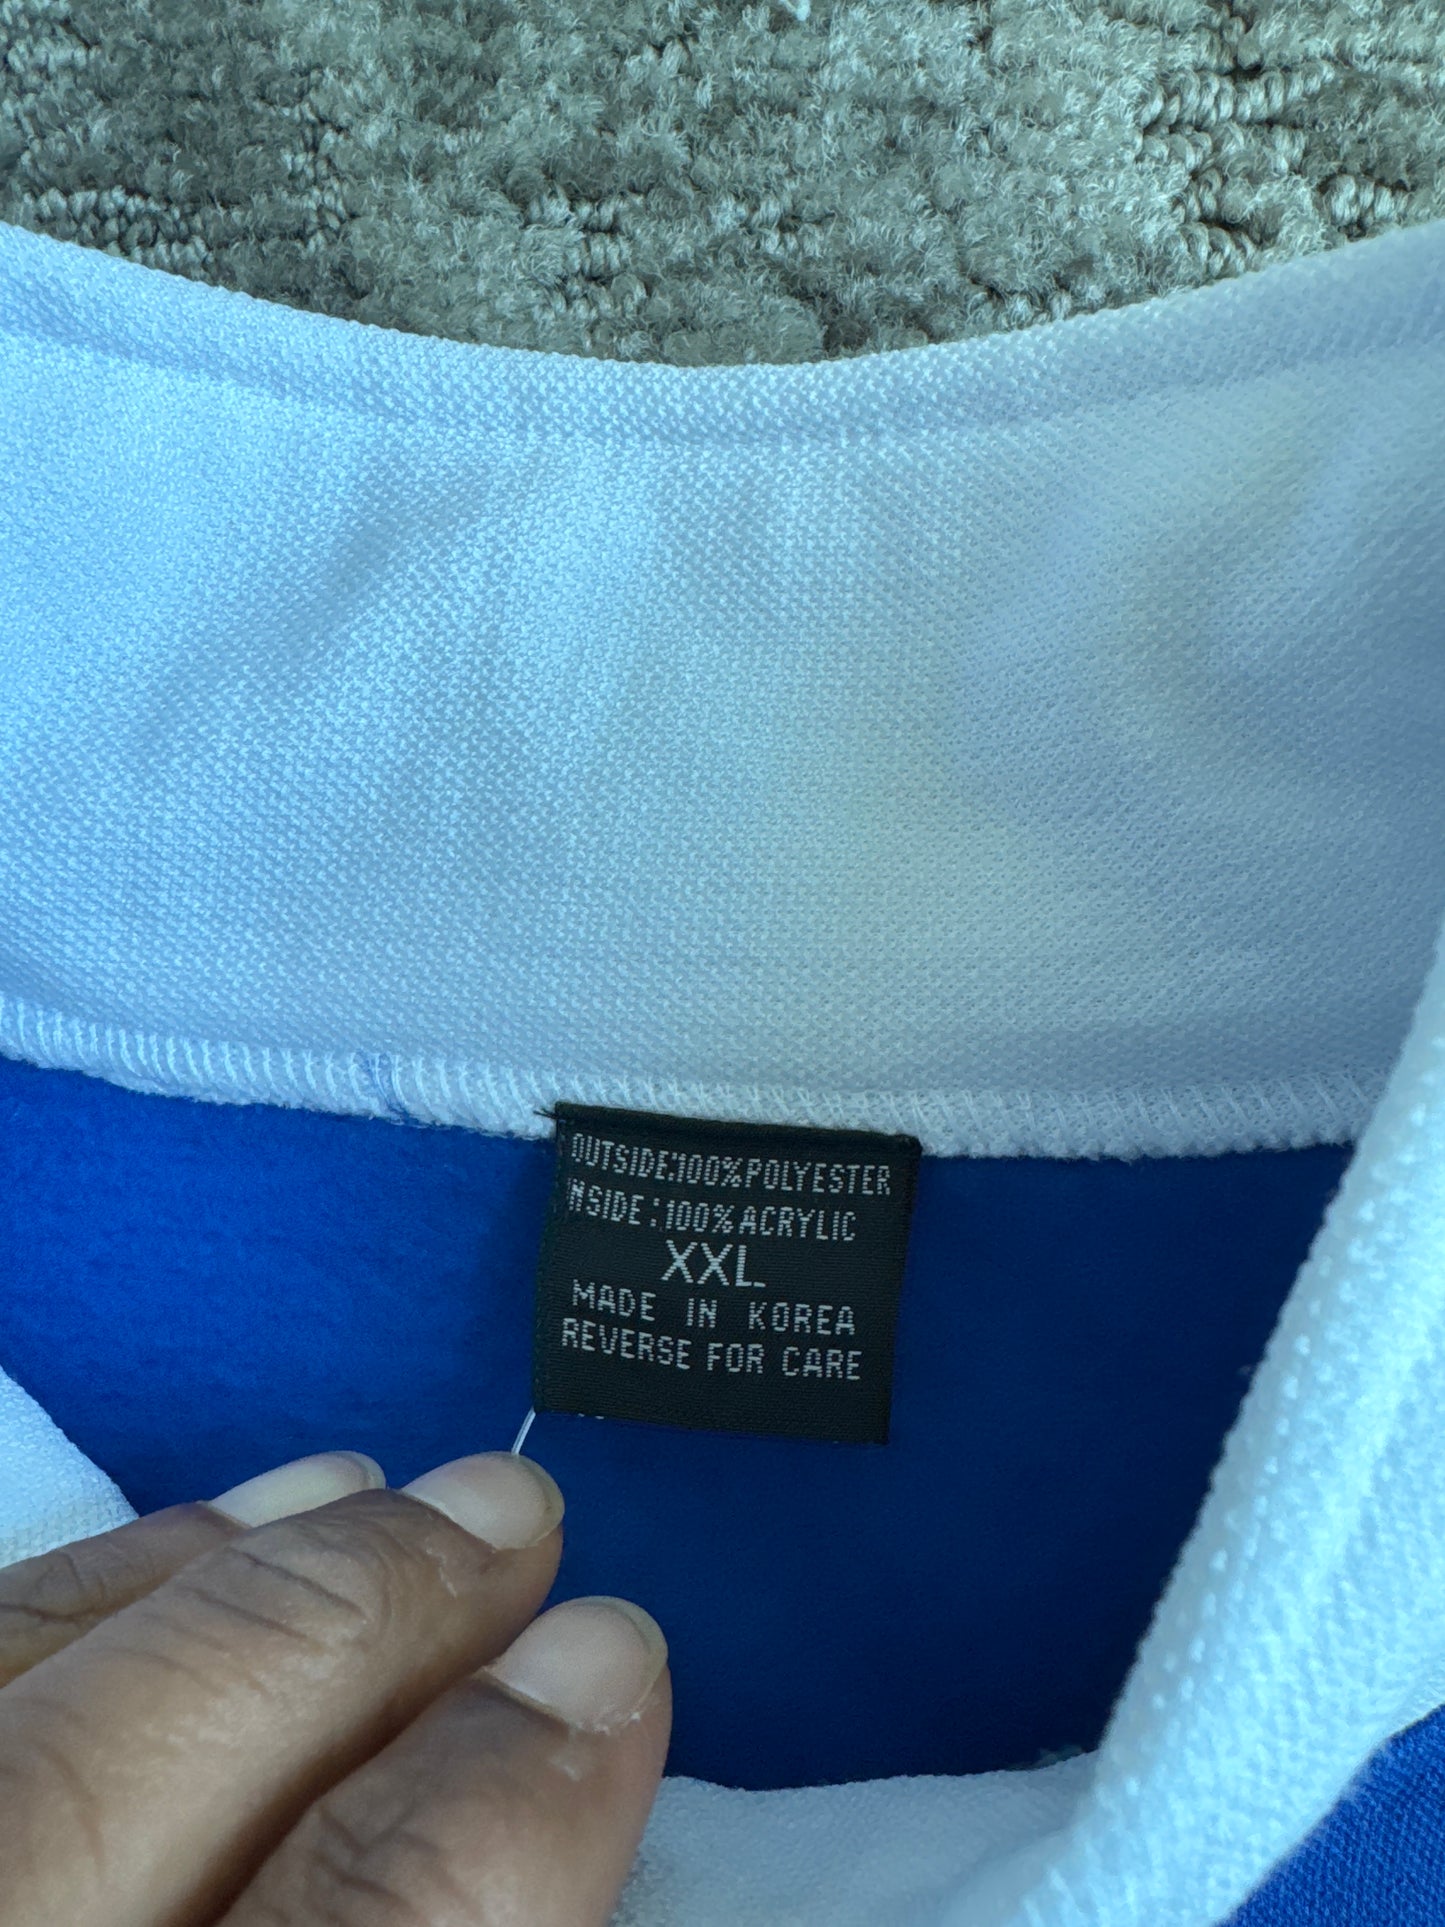 OUTSIDE:100%POLYESTER
INSIDE:100%ACRYLIC
XXL
MADE IN KOREA
REVERSE FOR CARE